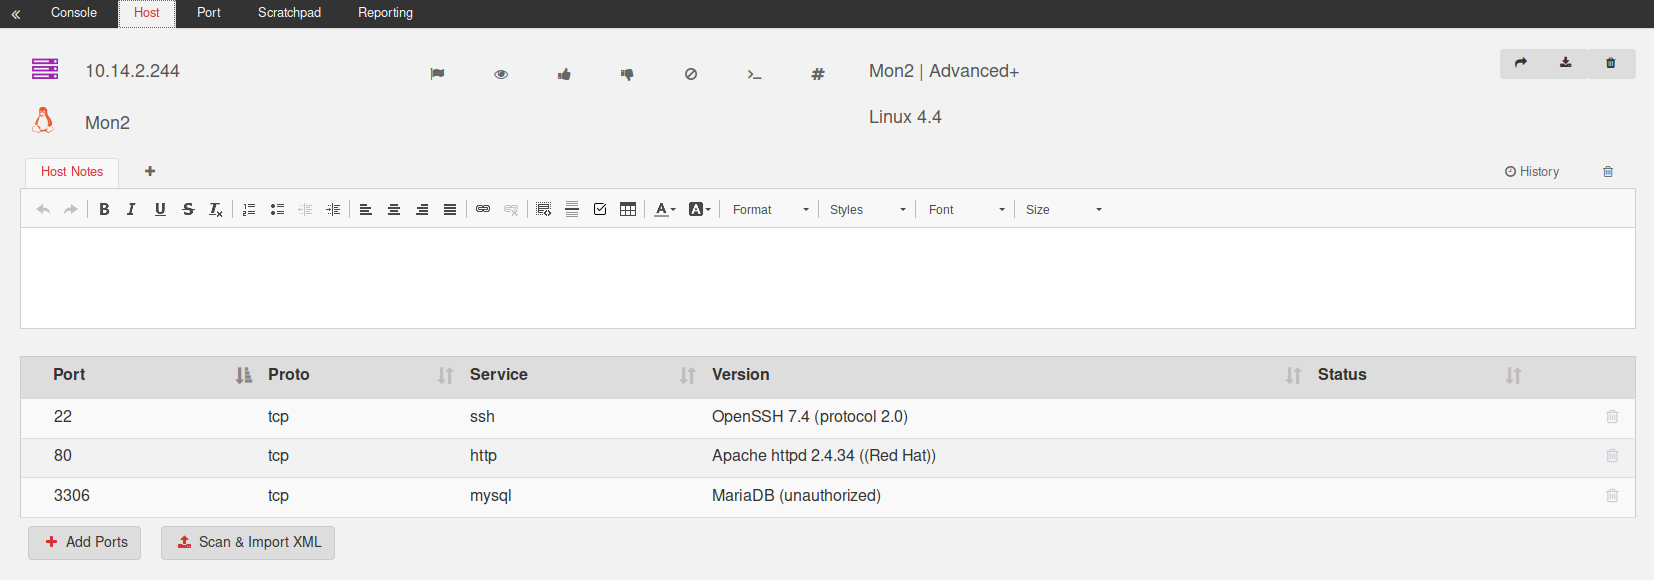 Console Host Port Scratchpad Reporting
10.14.2.244 Mon2 | Advanced+
Mon2 Linux 4.4
Host Notes History
Format Styles Font Size
Port Proto Service Version Status
22 tcp ssh OpenSSH 7.4 (protocol 2.0)
80 tcp http Apache httpd 2.4.34 ((Red Hat))
3306 tcp mysql MariaDB (unauthorized)
Add Ports Scan & Import XML